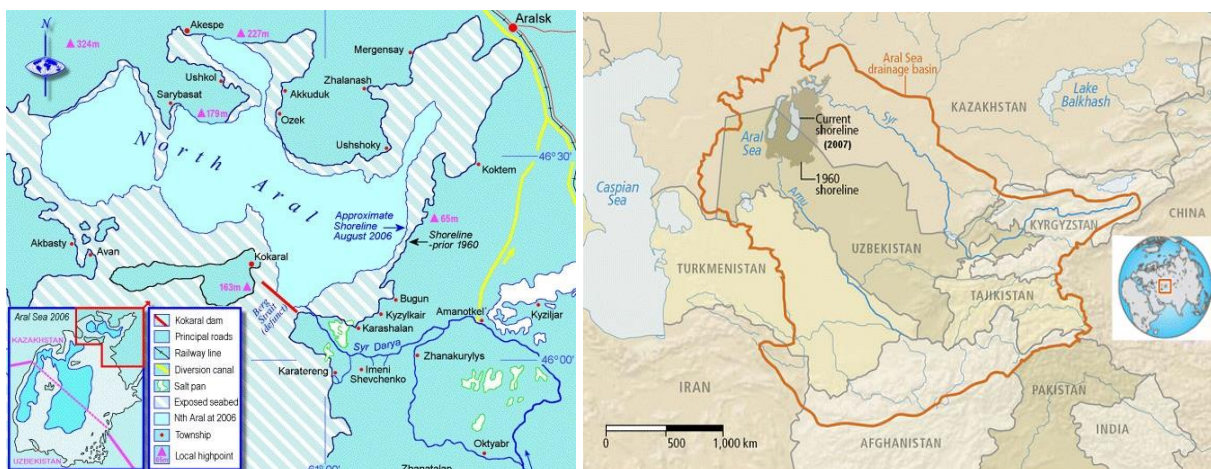 N
324m
Akespe
227m
Aralsk
Mergensay
Ushkol
Zhalanash
Sarybasat
Akkuduk
179m
Ozek
Ushshoky
North Aral
46°30'
Koktem
Approximate
Shoreline
August 2006
65m
Shoreline
-prior 1960
Akbasty
Avan
Kokaral
163m
Berg
Strait
(defunct)
Bugun
Kyzylkair
Amanotkel
Kyziljar
Karashalan
Syr Darya
46°00'
Zhanakurylys
Karatereng
Imeni
Shevchenko
Oktyabr
61°00'
Zhanatalan
Aral Sea 2006
KAZAKHSTAN
UZBEKISTAN
Kokaral dam
Principal roads
Railway line
Diversion canal
Salt pan
Exposed seabed
Nth Aral at 2006
Township
Local highpoint
65m
Aral Sea
drainage basin
KAZAKHSTAN
Lake
Balkhash
Syr
Current
shoreline
(2007)
Aral
Sea
1960
shoreline
Caspian
Sea
Amu
KYRGYZSTAN
CHINA
UZBEKISTAN
TURKMENISTAN
TAJIKISTAN
IRAN
PAKISTAN
AFGHANISTAN
INDIA
0 500 1,000 km